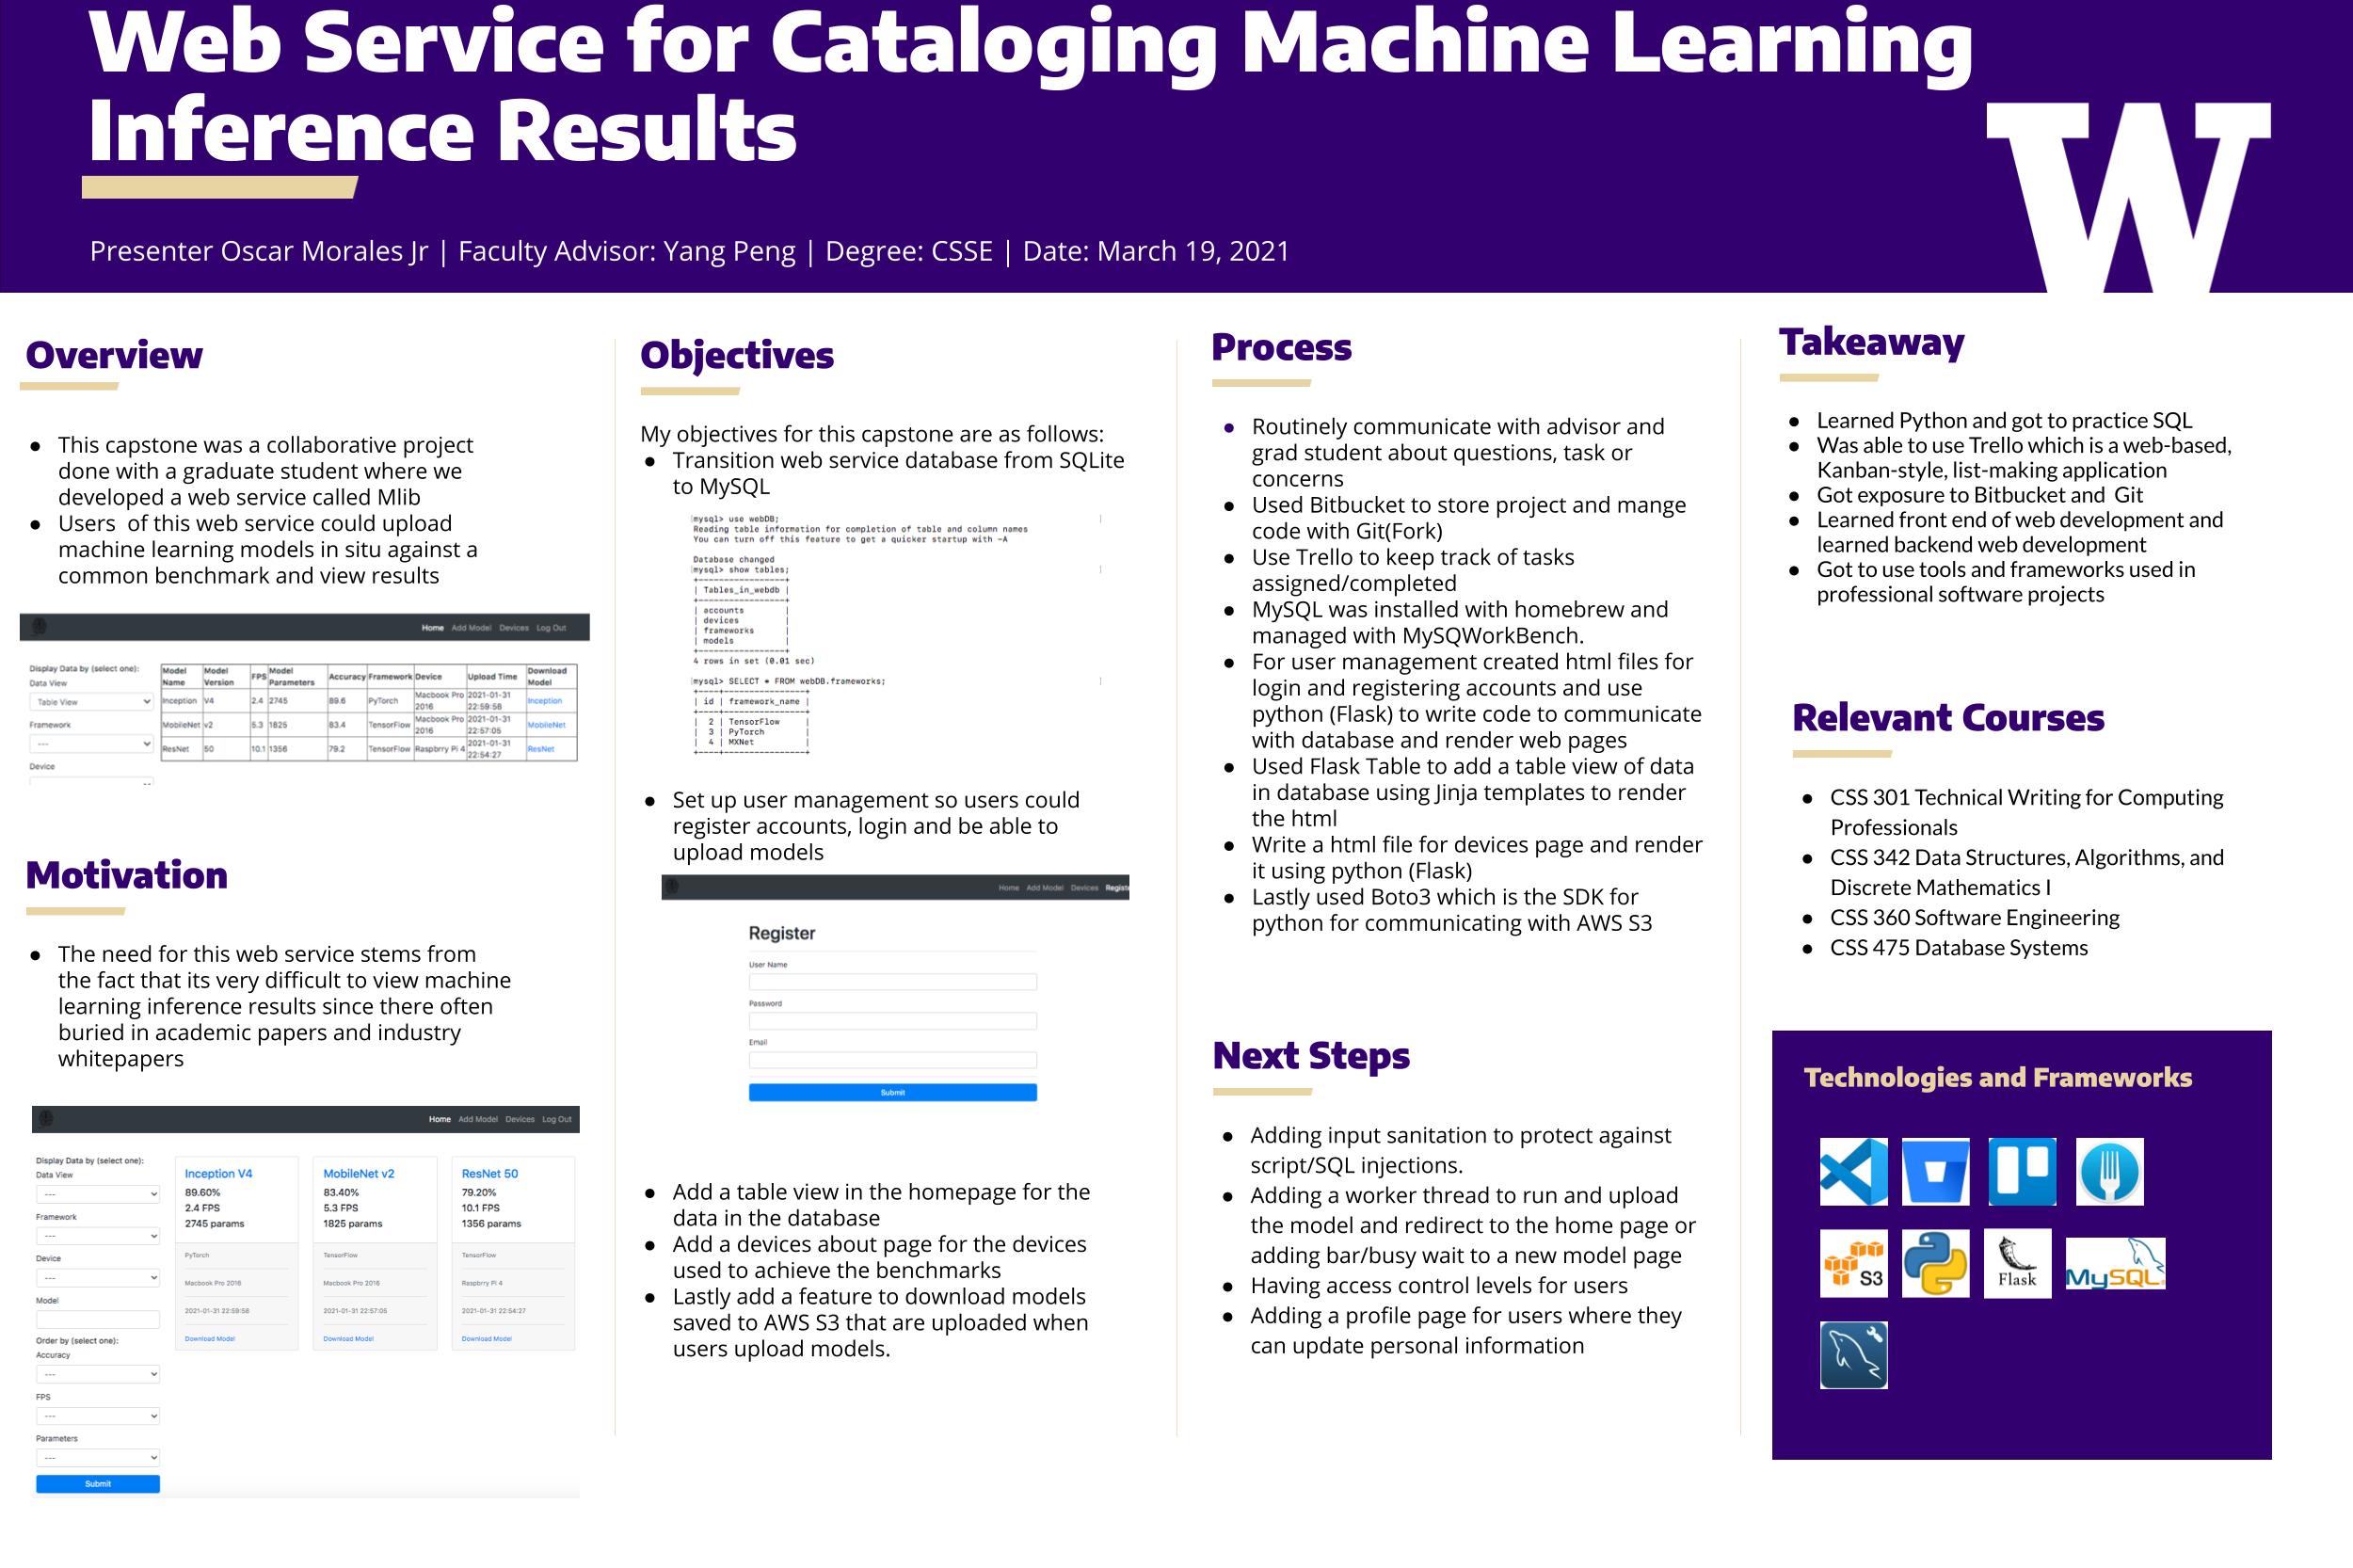 Web Service for Cataloging Machine Learning
Inference Results
Presenter Oscar Morales Jr | Faculty Advisor: Yang Peng | Degree: CSSE | Date: March 19, 2021
Overview
● This capstone was a collaborative project
done with a graduate student where we
developed a web service called Mlib
● Users of this web service could upload
machine learning models in situ against a
common benchmark and view results
Home Add Model Devices Log Out
Display Data by (select one):
Data View
Table View
Framework
---
Device
Model Name Model Version FPS Model Parameters Accuracy Framework Device Upload Time Download Model
Inception V4 2.4 2745 89.6 PyTorch Macbook Pro 2016 2021-01-31 22:59:58 Inception
MobileNet v2 5.3 1825 83.4 TensorFlow Macbook Pro 2016 2021-01-31 22:57:05 MobileNet
ResNet 50 10.1 1356 79.2 TensorFlow Raspbrry Pi 4 2021-01-31 22:54:27 ResNet
Motivation
● The need for this web service stems from
the fact that its very difficult to view machine
learning inference results since there often
buried in academic papers and industry
whitepapers
Home Add Model Devices Log Out
Display Data by (select one):
Data View
---
Framework
---
Device
---
Model
Order by (select one):
Accuracy
---
FPS
---
Parameters
---
Submit
Inception V4
89.60%
2.4 FPS
2745 params
PyTorch
Macbook Pro 2016
2021-01-31 22:59:58
Download Model
MobileNet v2
83.40%
5.3 FPS
1825 params
TensorFlow
Macbook Pro 2016
2021-01-31 22:57:05
Download Model
ResNet 50
79.20%
10.1 FPS
1356 params
TensorFlow
Raspbrry Pi 4
2021-01-31 22:54:27
Download Model
Objectives
My objectives for this capstone are as follows:
● Transition web service database from SQLite
to MySQL
mysql> use webDB;
Reading table information for completion of table and column names
You can turn off this feature to get a quicker startup with -A
Database changed
mysql> show tables;
+-----------------+
| Tables_in_webdb |
+-----------------+
| accounts |
| devices |
| frameworks |
| models |
+-----------------+
4 rows in set (0.01 sec)
mysql> SELECT * FROM webDB.frameworks;
+----+----------------+
| id | framework_name |
+----+----------------+
| 2 | TensorFlow |
| 3 | PyTorch |
| 4 | MXNet |
+----+----------------+
● Set up user management so users could
register accounts, login and be able to
upload models
Home Add Model Devices Registe
Register
User Name
Password
Email
Submit
● Add a table view in the homepage for the
data in the database
● Add a devices about page for the devices
used to achieve the benchmarks
● Lastly add a feature to download models
saved to AWS S3 that are uploaded when
users upload models.
Process
● Routinely communicate with advisor and
grad student about questions, task or
concerns
● Used Bitbucket to store project and mange
code with Git(Fork)
● Use Trello to keep track of tasks
assigned/completed
● MySQL was installed with homebrew and
managed with MySQWorkBench.
● For user management created html files for
login and registering accounts and use
python (Flask) to write code to communicate
with database and render web pages
● Used Flask Table to add a table view of data
in database using Jinja templates to render
the html
● Write a html file for devices page and render
it using python (Flask)
● Lastly used Boto3 which is the SDK for
python for communicating with AWS S3
Next Steps
● Adding input sanitation to protect against
script/SQL injections.
● Adding a worker thread to run and upload
the model and redirect to the home page or
adding bar/busy wait to a new model page
● Having access control levels for users
● Adding a profile page for users where they
can update personal information
W
Takeaway
● Learned Python and got to practice SQL
● Was able to use Trello which is a web-based,
Kanban-style, list-making application
● Got exposure to Bitbucket and Git
● Learned front end of web development and
learned backend web development
● Got to use tools and frameworks used in
professional software projects
Relevant Courses
● CSS 301 Technical Writing for Computing
Professionals
● CSS 342 Data Structures, Algorithms, and
Discrete Mathematics I
● CSS 360 Software Engineering
● CSS 475 Database Systems
Technologies and Frameworks
S3
Flask
MySQL